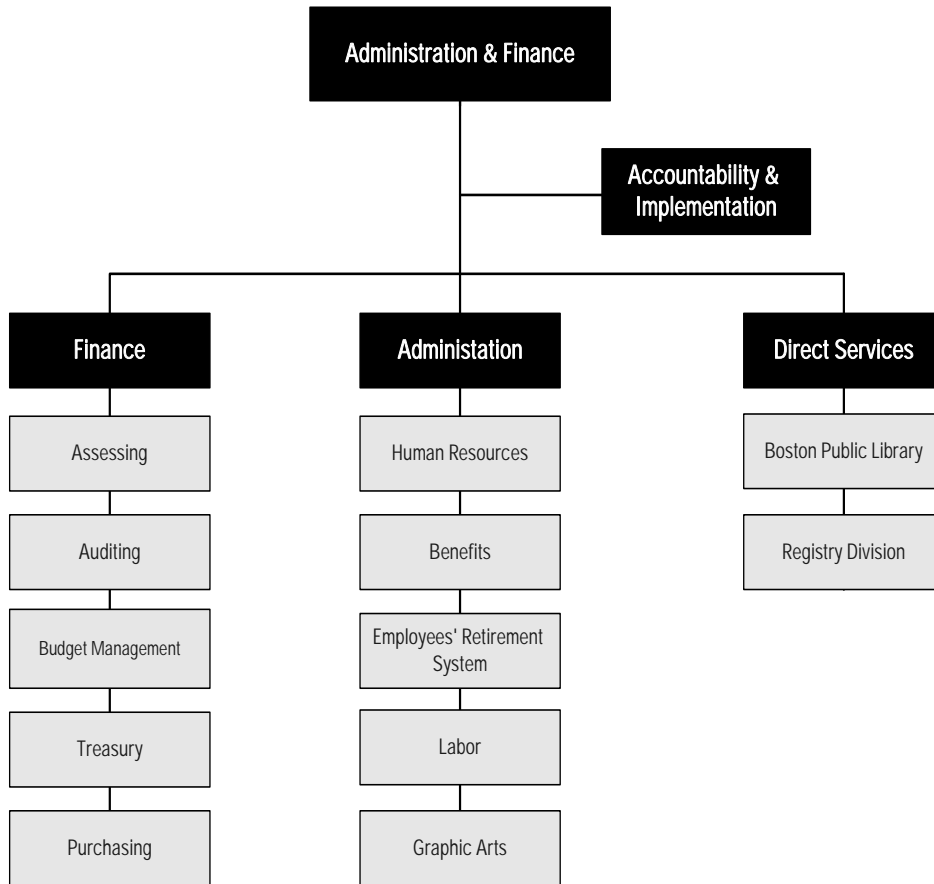 Administration & Finance
Accountability &
Implementation
Finance
Administation
Direct Services
Assessing
Human Resources
Boston Public Library
Auditing
Benefits
Registry Division
Budget Management
Employees' Retirement
System
Treasury
Labor
Purchasing
Graphic Arts